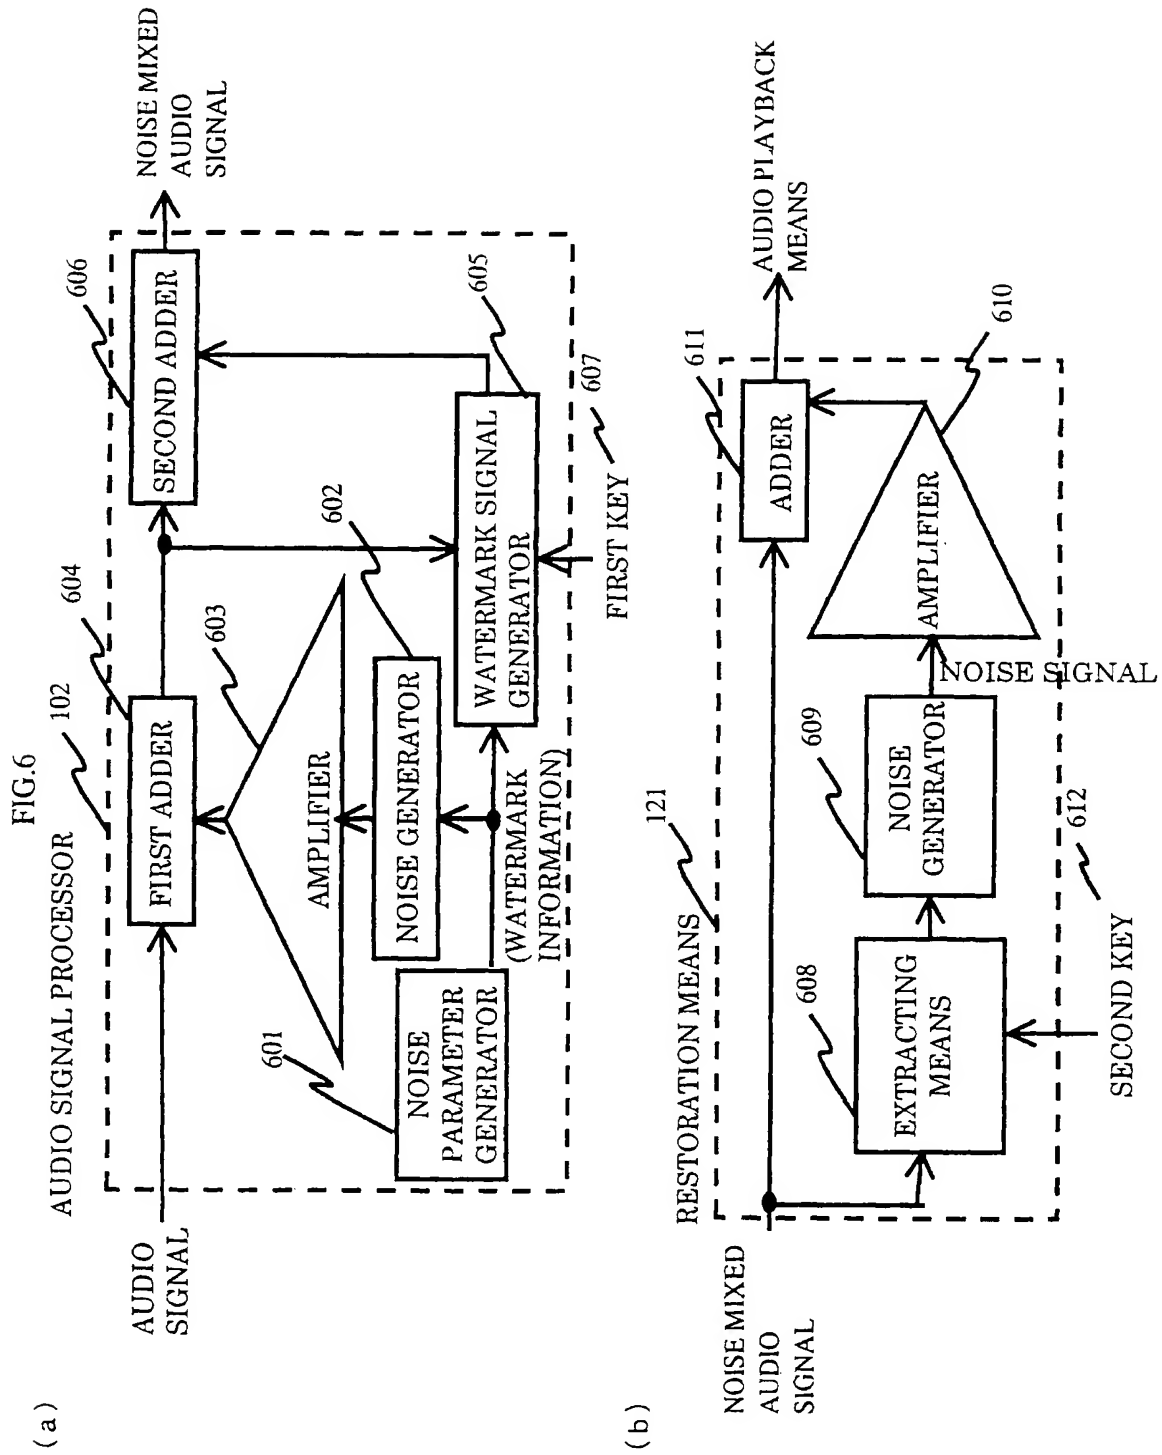 FIG.6
(a)
AUDIO SIGNAL PROCESSOR
102
AUDIO
SIGNAL
FIRST ADDER
604
SECOND ADDER
606
NOISE MIXED
AUDIO
SIGNAL
603
AMPLIFIER
602
NOISE GENERATOR
601
NOISE
PARAMETER
GENERATOR
(WATERMARK
INFORMATION)
WATERMARK SIGNAL
GENERATOR
605
FIRST KEY
607
(b)
RESTORATION MEANS
121
NOISE MIXED
AUDIO
SIGNAL
ADDER
611
AUDIO PLAYBACK
MEANS
608
EXTRACTING
MEANS
609
NOISE
GENERATOR
NOISE SIGNAL
AMPLIFIER
610
SECOND KEY
612